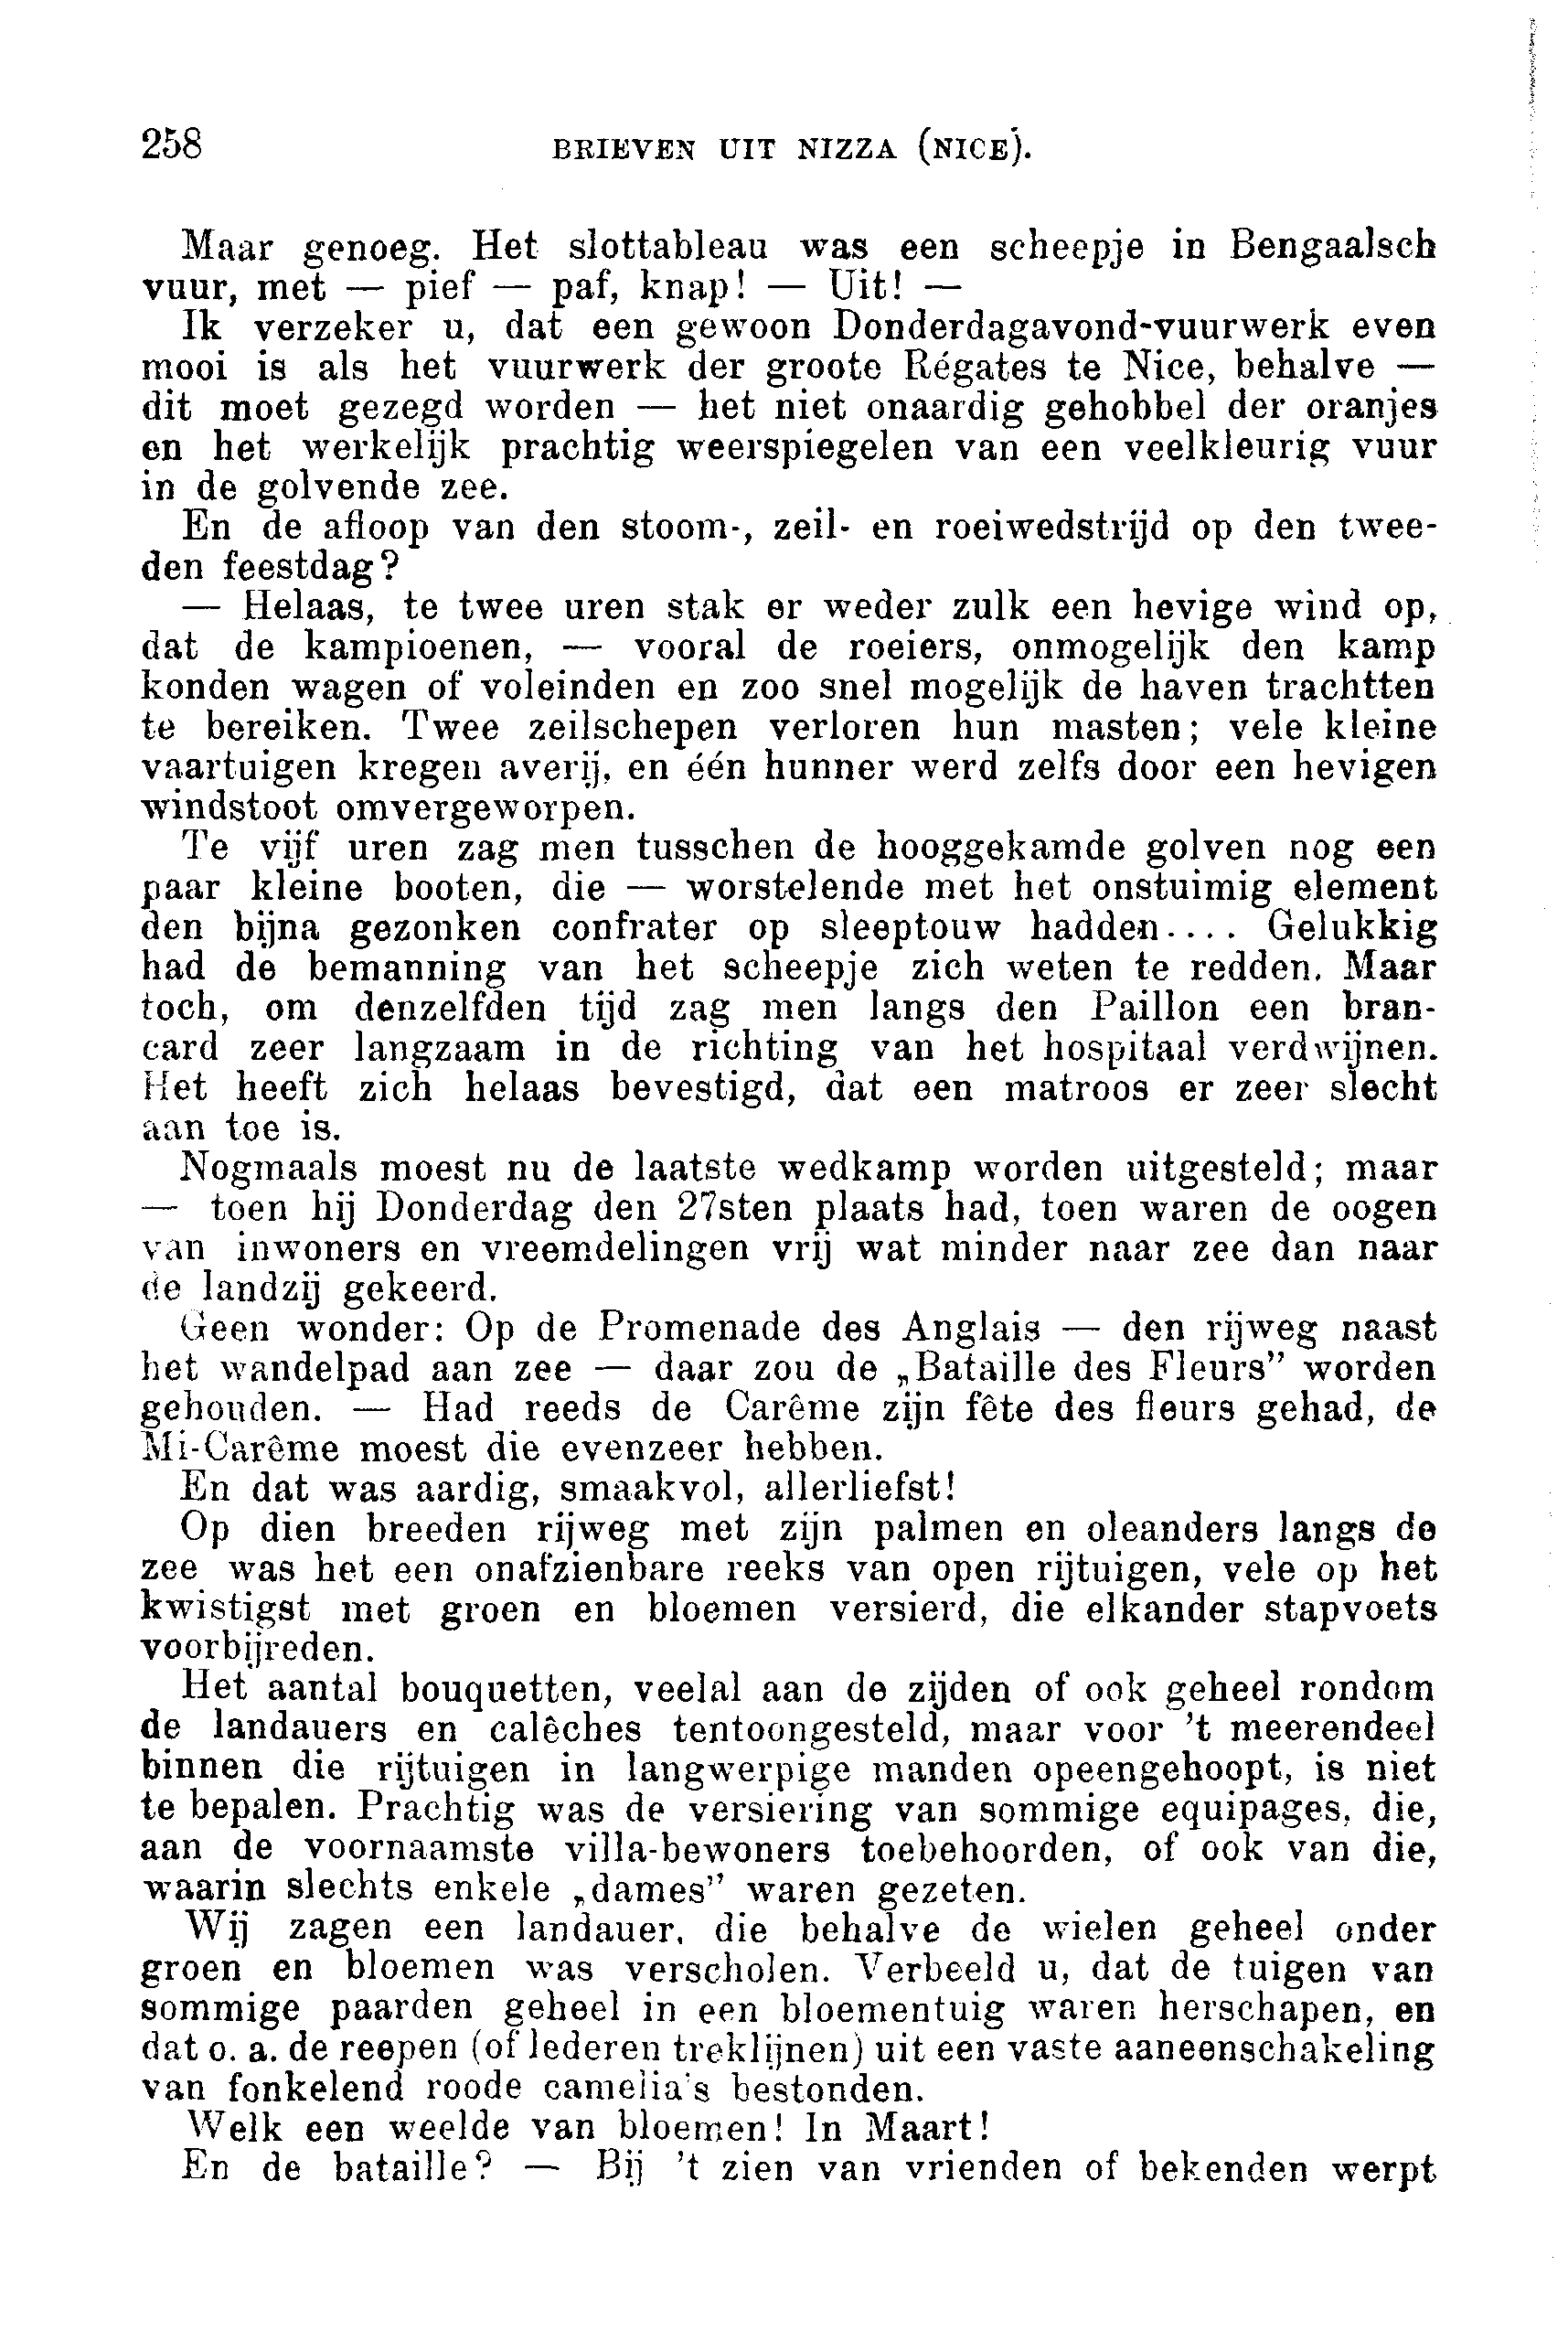 258 BRIEVEN UIT NIZZA (NICE).
Maar genoeg. Het slottableau was een scheepje in Bengaalsch
vuur, met — pief — paf, knap! — Uit! —
Ik verzeker u, dat een gewoon Donderdagavond-vuurwerk even
mooi is als het vuurwerk der groote Régates te Nice, behalve —
dit moet gezegd worden — het niet onaardig gehobbel der oranjes
en het werkelijk prachtig weerspiegelen van een veelkleurig vuur
in de golvende zee.
En de afloop van den stoom-, zeil- en roeiwedstrijd op den twee-
den feestdag?
— Helaas, te twee uren stak er weder zulk een hevige wind op,
dat de kampioenen, — vooral de roeiers, onmogelijk den kamp
konden wagen of voleinden en zoo snel mogelijk de haven trachtten
te bereiken. Twee zeilschepen verloren hun masten; vele kleine
vaartuigen kregen averij, en één hunner werd zelfs door een hevigen
windstoot omvergeworpen.
Te vijf uren zag men tusschen de hooggekamde golven nog een
paar kleine booten, die — worstelende met het onstuimig element
den bijna gezonken confrater op sleeptouw hadden.... Gelukkig
had de bemanning van het scheepje zich weten te redden. Maar
toch, om denzelfden tijd zag men langs den Paillon een bran-
card zeer langzaam in de richting van het hospitaal verdwijnen.
Het heeft zich helaas bevestigd, dat een matroos er zeer slecht
aan toe is.
Nogmaals moest nu de laatste wedkamp worden uitgesteld; maar
— toen hij Donderdag den 27sten plaats had, toen waren de oogen
van inwoners en vreemdelingen vrij wat minder naar zee dan naar
de landzij gekeerd.
Geen wonder: Op de Promenade des Anglais — den rijweg naast
het wandelpad aan zee — daar zou de „Bataille des Fleurs” worden
gehouden. — Had reeds de Carême zijn fête des fleurs gehad, de
Mi-Carême moest die evenzeer hebben.
En dat was aardig, smaakvol, allerliefst!
Op dien breeden rijweg met zijn palmen en oleanders langs de
zee was het een onafzienbare reeks van open rijtuigen, vele op het
kwistigst met groen en bloemen versierd, die elkander stapvoets
voorbijreden.
Het aantal bouquetten, veelal aan de zijden of ook geheel rondom
de landauers en calêches tentoongesteld, maar voor 't meerendeel
binnen die rijtuigen in langwerpige manden opeengehoopt, is niet
te bepalen. Prachtig was de versiering van sommige equipages, die,
aan de voornaamste villa-bewoners toebehoorden, of ook van die,
waarin slechts enkele „dames” waren gezeten.
Wij zagen een landauer, die behalve de wielen geheel onder
groen en bloemen was verscholen. Verbeeld u, dat de tuigen van
sommige paarden geheel in een bloementuig waren herschapen, en
dat o. a. de reepen (of lederen treklijnen) uit een vaste aaneenschakeling
van fonkelend roode camelia's bestonden.
Welk een weelde van bloemen! In Maart!
En de bataille? — Bij 't zien van vrienden of bekenden werpt